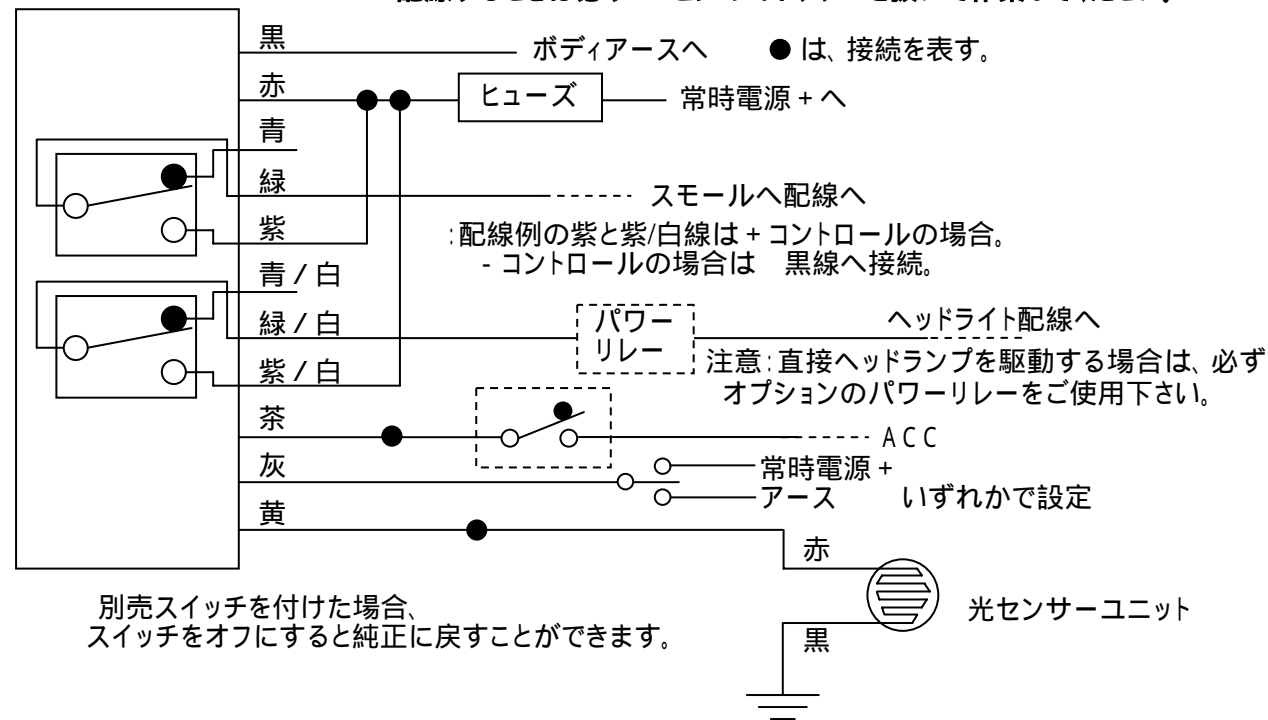 黒
ボディアースへ ●は、接続を表す。
赤
ヒューズ
常時電源 + へ
青
緑
スモールへ配線へ
紫
:配線例の紫と紫/白線は + コントロールの場合。
- コントロールの場合は 黒線へ接続。
青 / 白
緑 / 白
パワー
リレー
ヘッドライト配線へ
紫 / 白
注意:直接ヘッドランプを駆動する場合は、必ず
オプションのパワーリレーをご使用下さい。
茶
ACC
灰
常時電源 +
アース いずれかで設定
黄
赤
光センサーユニット
黒
別売スイッチを付けた場合、
スイッチをオフにすると純正に戻すことができます。